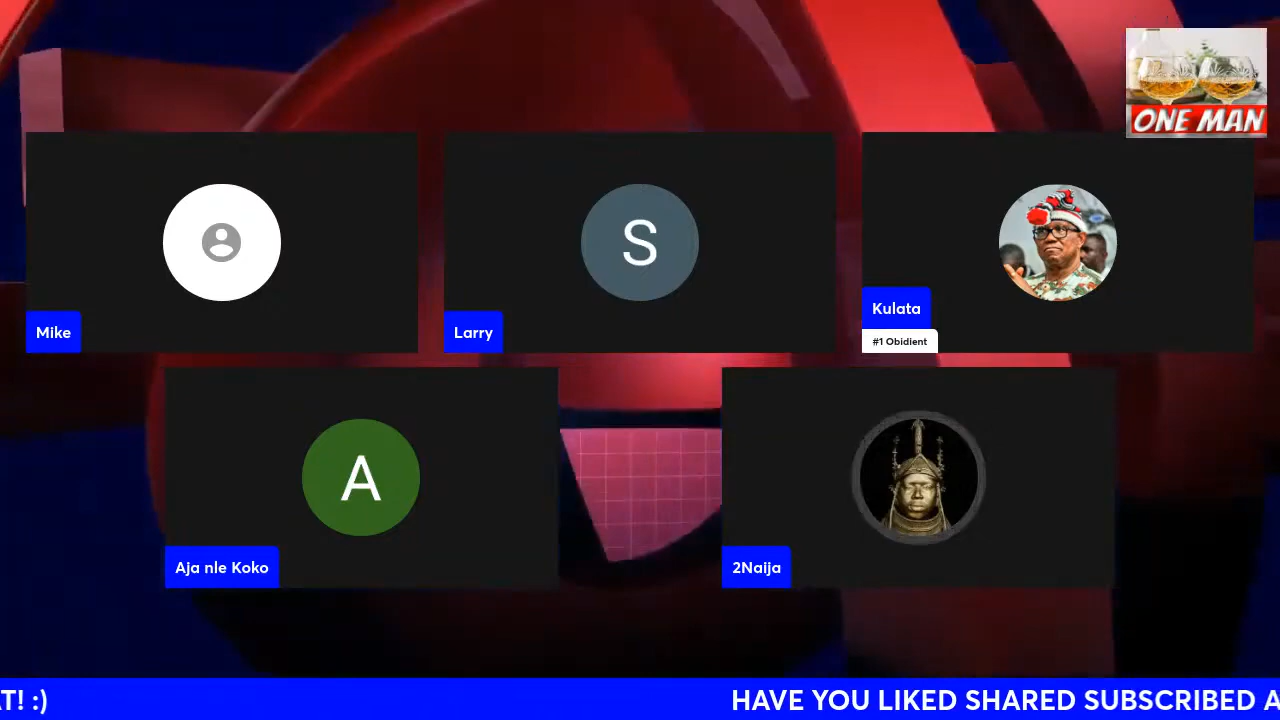 ONE MAN
Mike
S
Larry
Kulata
#1 Obidient
A
Aja nle Koko
2Naija
T! :)
HAVE YOU LIKED SHARED SUBSCRIBED A